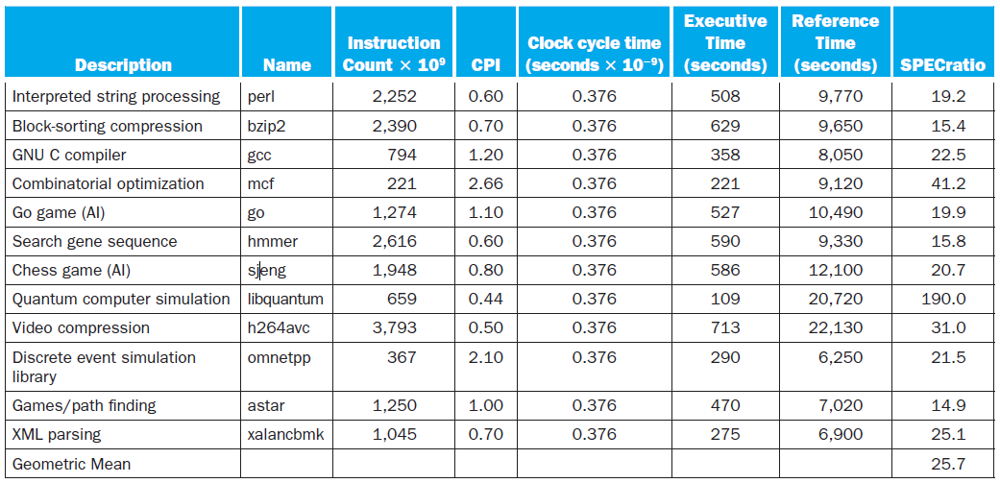 Description Name Instruction Count × 10⁹ CPI Clock cycle time (seconds × 10⁻⁹) Executive Time (seconds) Reference Time (seconds) SPECratio
Interpreted string processing perl 2,252 0.60 0.376 508 9,770 19.2
Block-sorting compression bzip2 2,390 0.70 0.376 629 9,650 15.4
GNU C compiler gcc 794 1.20 0.376 358 8,050 22.5
Combinatorial optimization mcf 221 2.66 0.376 221 9,120 41.2
Go game (AI) go 1,274 1.10 0.376 527 10,490 19.9
Search gene sequence hmmer 2,616 0.60 0.376 590 9,330 15.8
Chess game (AI) sjeng 1,948 0.80 0.376 586 12,100 20.7
Quantum computer simulation libquantum 659 0.44 0.376 109 20,720 190.0
Video compression h264avc 3,793 0.50 0.376 713 22,130 31.0
Discrete event simulation library omnetpp 367 2.10 0.376 290 6,250 21.5
Games/path finding astar 1,250 1.00 0.376 470 7,020 14.9
XML parsing xalancbmk 1,045 0.70 0.376 275 6,900 25.1
Geometric Mean 25.7